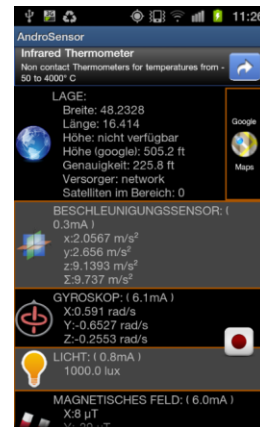 11:26
AndroSensor
Infrared Thermometer
Non contact Thermometers for temperatures from -
50 to 4000° C
LAGE:
Breite: 48.2328
Länge: 16.414
Höhe: nicht verfügbar
Höhe (google): 505.2 ft
Genauigkeit: 225.8 ft
Versorger: network
Satelliten im Bereich: 0
Google
Maps
BESCHLEUNIGUNGSSENSOR: (
0.3mA )
x:2.0567 m/s²
y:2.656 m/s²
z:9.1393 m/s²
Σ:9.737 m/s²
GYROSKOP: ( 6.1mA )
X:0.591 rad/s
Y:-0.6527 rad/s
Z:-0.2553 rad/s
LICHT: ( 0.8mA )
1000.0 lux
MAGNETISCHES FELD: ( 6.0mA )
X:8 µT